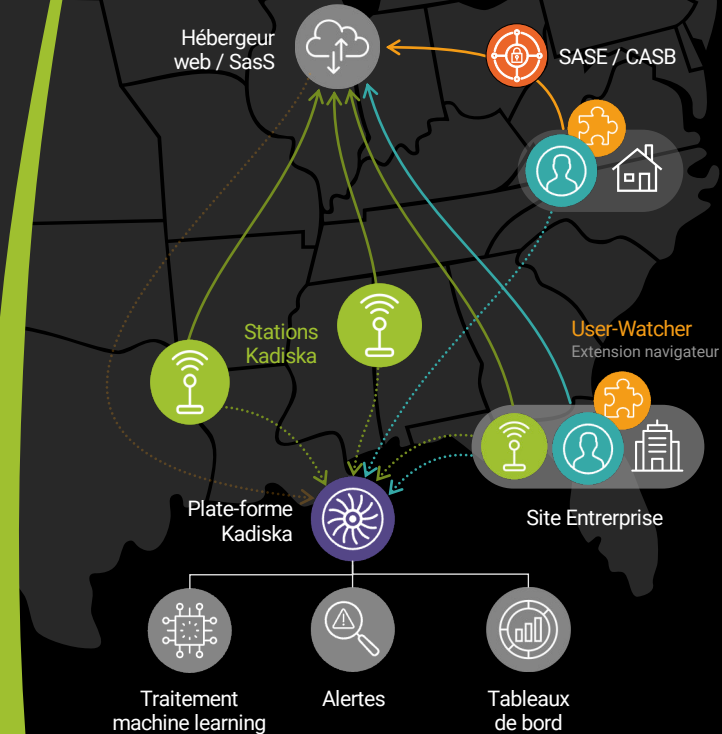 Hébergeur
web / SasS
SASE / CASB
Stations
Kadiska
User-Watcher
Extension navigateur
Plate-forme
Kadiska
Site Entrerprise
Traitement
machine learning
Alertes
Tableaux
de bord